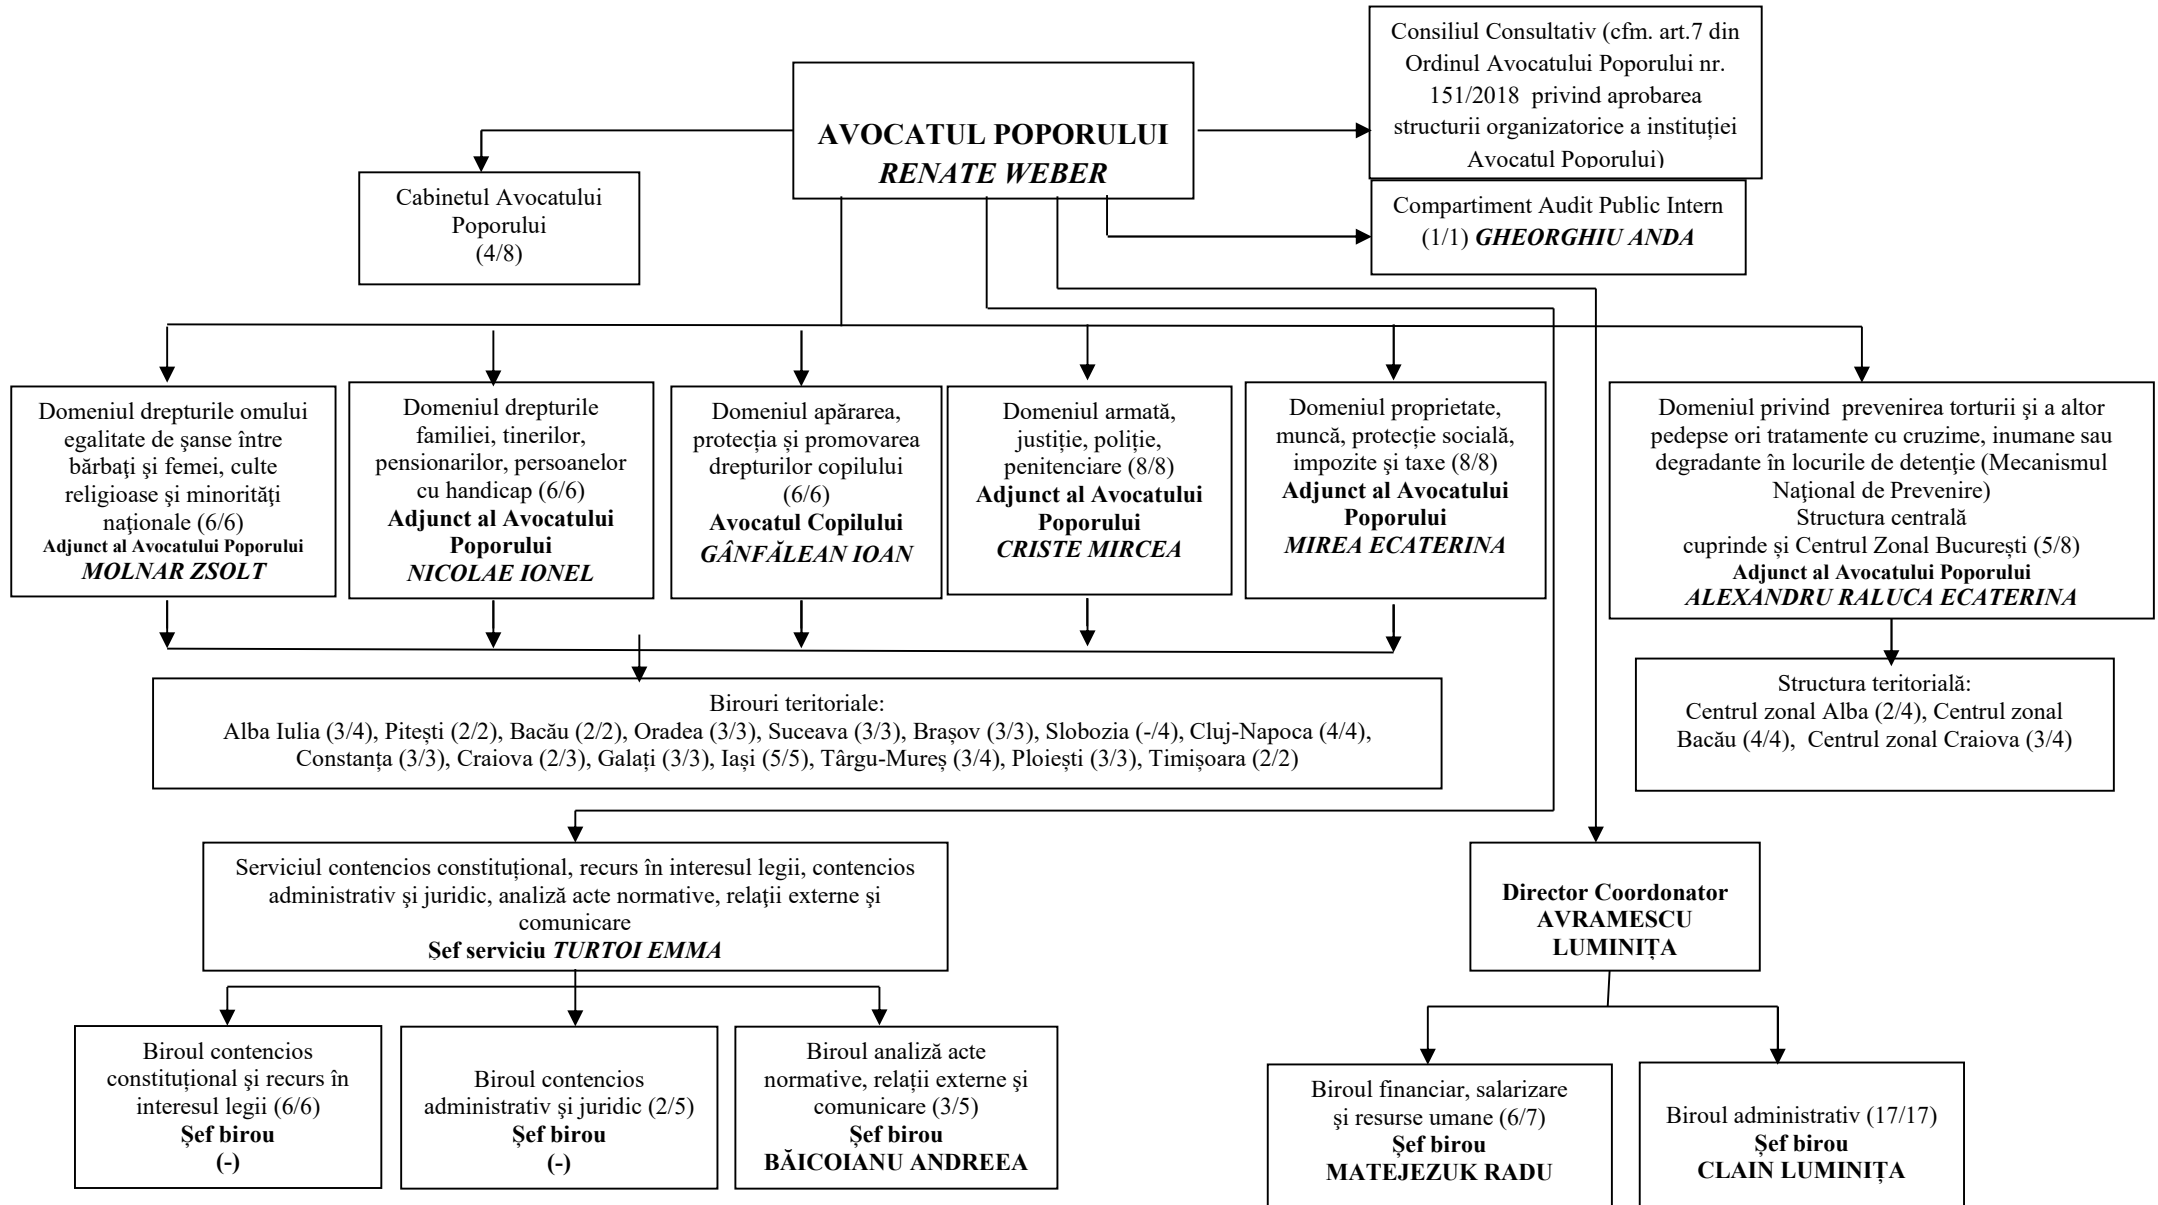 Consiliul Consultativ (cfm. art.7 din
Ordinul Avocatului Poporului nr.
151/2018 privind aprobarea
structurii organizatorice a instituției
Avocatul Poporului)
AVOCATUL POPORULUI
RENATE WEBER
Cabinetul Avocatului
Poporului
(4/8)
Compartiment Audit Public Intern
(1/1) GHEORGHIU ANDA
Domeniul drepturile omului
egalitate de şanse între
bărbaţi şi femei, culte
religioase şi minorităţi
naţionale (6/6)
Adjunct al Avocatului Poporului
MOLNAR ZSOLT
Domeniul drepturile
familiei, tinerilor,
pensionarilor, persoanelor
cu handicap (6/6)
Adjunct al Avocatului
Poporului
NICOLAE IONEL
Domeniul apărarea,
protecția și promovarea
drepturilor copilului
(6/6)
Avocatul Copilului
GÂNFĂLEAN IOAN
Domeniul armată,
justiție, poliție,
penitenciare (8/8)
Adjunct al Avocatului
Poporului
CRISTE MIRCEA
Domeniul proprietate,
muncă, protecție socială,
impozite și taxe (8/8)
Adjunct al Avocatului
Poporului
MIREA ECATERINA
Domeniul privind prevenirea torturii şi a altor
pedepse ori tratamente cu cruzime, inumane sau
degradante în locurile de detenţie (Mecanismul
Naţional de Prevenire)
Structura centrală
cuprinde și Centrul Zonal București (5/8)
Adjunct al Avocatului Poporului
ALEXANDRU RALUCA ECATERINA
Birouri teritoriale:
Alba Iulia (3/4), Pitești (2/2), Bacău (2/2), Oradea (3/3), Suceava (3/3), Brașov (3/3), Slobozia (-/4), Cluj-Napoca (4/4),
Constanța (3/3), Craiova (2/3), Galați (3/3), Iași (5/5), Târgu-Mureș (3/4), Ploiești (3/3), Timișoara (2/2)
Structura teritorială:
Centrul zonal Alba (2/4), Centrul zonal
Bacău (4/4), Centrul zonal Craiova (3/4)
Serviciul contencios constituțional, recurs în interesul legii, contencios
administrativ şi juridic, analiză acte normative, relaţii externe şi
comunicare
Șef serviciu TURTOI EMMA
Director Coordonator
AVRAMESCU
LUMINIȚA
Biroul contencios
constituțional şi recurs în
interesul legii (6/6)
Șef birou
(-)
Biroul contencios
administrativ şi juridic (2/5)
Șef birou
(-)
Biroul analiză acte
normative, relații externe şi
comunicare (3/5)
Șef birou
BĂICOIANU ANDREEA
Biroul financiar, salarizare
şi resurse umane (6/7)
Șef birou
MATEJEZUK RADU
Biroul administrativ (17/17)
Șef birou
CLAIN LUMINIȚA